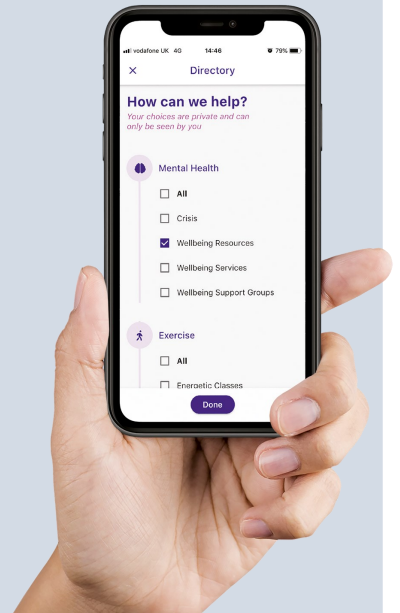 vodafone UK 4G 14:46 79%
Directory
How can we help?
Your choices are private and can
only be seen by you
Mental Health
All
Crisis
Wellbeing Resources
Wellbeing Services
Wellbeing Support Groups
Exercise
All
Energetic Classes
Done